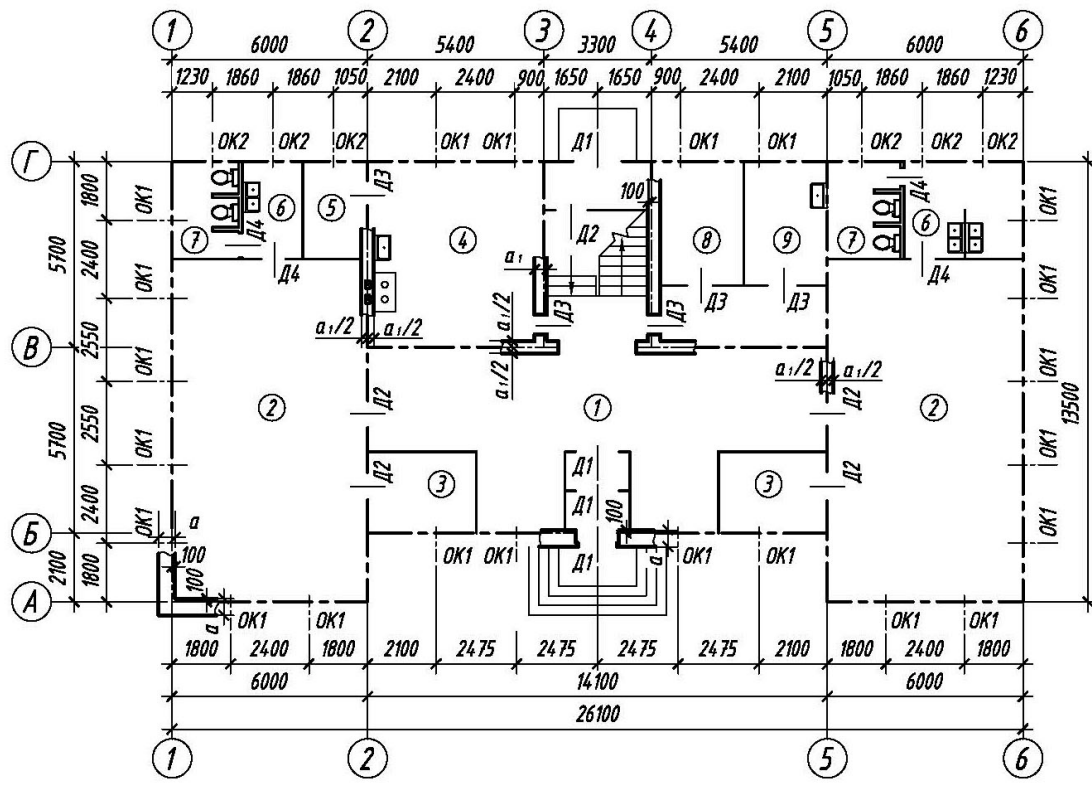 1 2 3 4 5 6
6000 5400 3300 5400 6000
1230 1860 1860 1050 2100 2400 900 1650 1650 900 2400 2100 1050 1860 1860 1230
ОК2 ОК2 ОК2 ОК1 ОК1 Д1 ОК1 ОК1 ОК2 ОК2 ОК2
Г
1800 ОК1 Д3 100 Д4 ОК1
7 Д4 6 5 4 Д2 8 9 7 6
5700 2400
Д4 a₁ Д3 Д3 Д4
ОК1 a₁/2 Д3 Д3 ОК1
a₁/2 a₁/2 a₁/2
В
2550 ОК1 a₁/2 a₁/2 ОК1
2 Д2 1 Д2 2
13500
5700 2550
ОК1 Д2 3 Д1 3 Д2 ОК1
2400 Д1 100
ОК1 a ОК1
Б
ОК1 ОК1 Д1 a ОК1 ОК1
2100 1800 100 100
А
a ОК1 ОК1 ОК1 ОК1
1800 2400 1800 2100 2475 2475 2475 2475 2100 1800 2400 1800
6000 14100 6000
26100
1 2 5 6